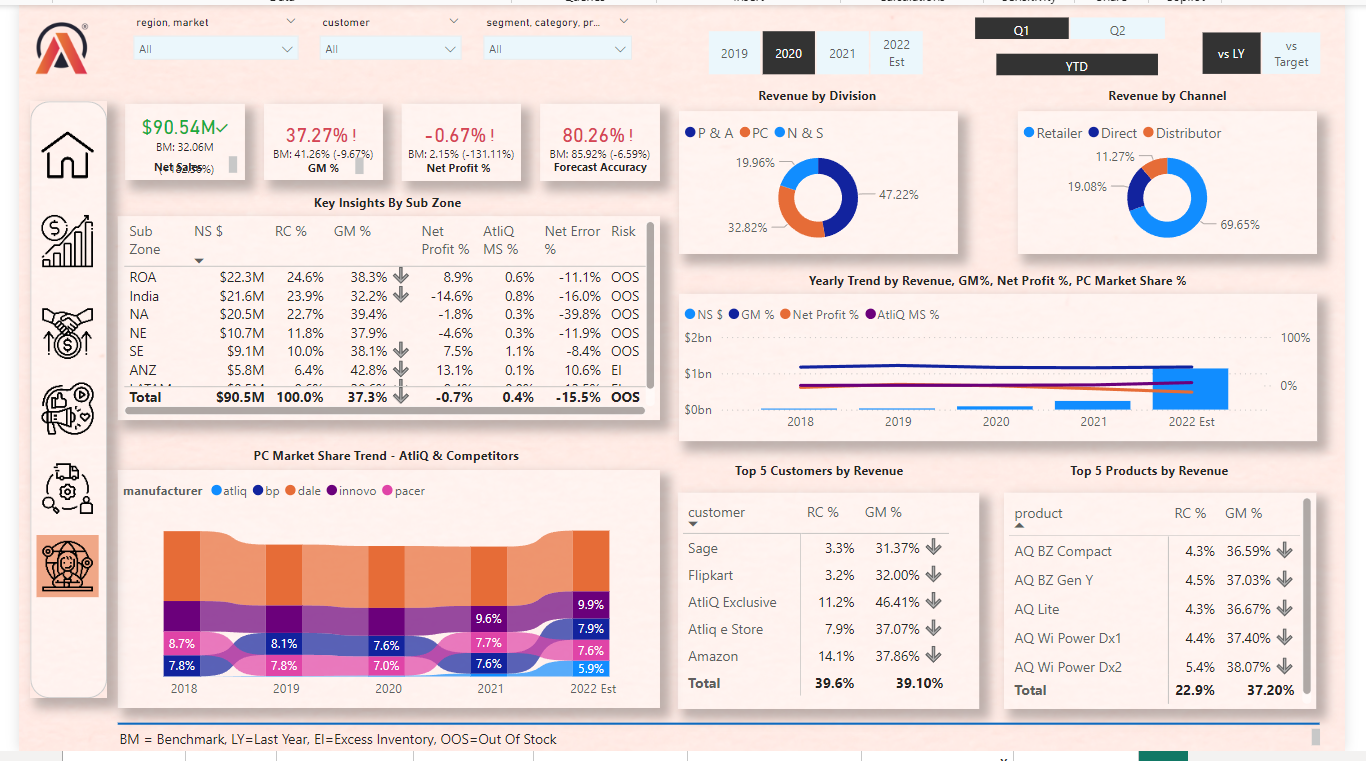 region, market
customer
segment, category, pr...
All
All
All
2019
2020
2021
2022 Est
Q1
Q2
YTD
vs LY
vs Target
$90.54M
BM: 32.06M
Net Sales
37.27% !
BM: 41.26% (-9.67%)
GM %
-0.67% !
BM: 2.15% (-131.11%)
Net Profit %
80.26% !
BM: 85.92% (-6.59%)
Forecast Accuracy
Revenue by Division
P & A PC N & S
19.96%
47.22%
32.82%
Revenue by Channel
Retailer Direct Distributor
11.27%
19.08%
69.65%
Key Insights By Sub Zone
Sub Zone NS $ RC % GM % Net Profit % AtliQ MS % Net Error % Risk
ROA $22.3M 24.6% 38.3% 8.9% 0.6% -11.1% OOS
India $21.6M 23.9% 32.2% -14.6% 0.8% -16.0% OOS
NA $20.5M 22.7% 39.4% -1.8% 0.3% -39.8% OOS
NE $10.7M 11.8% 37.9% -4.6% 0.3% -11.9% OOS
SE $9.1M 10.0% 38.1% 7.5% 1.1% -8.4% OOS
ANZ $5.8M 6.4% 42.8% 13.1% 0.1% 10.6% EI
Total $90.5M 100.0% 37.3% -0.7% 0.4% -15.5% OOS
Yearly Trend by Revenue, GM%, Net Profit %, PC Market Share %
NS $ GM % Net Profit % AtliQ MS %
$2bn
$1bn
$0bn
100%
0%
2018 2019 2020 2021 2022 Est
PC Market Share Trend - AtliQ & Competitors
manufacturer atliq bp dale innovo pacer
8.7%
7.8%
8.1%
7.8%
7.6%
7.0%
9.6%
7.7%
7.6%
9.9%
7.9%
7.6%
5.9%
2018 2019 2020 2021 2022 Est
Top 5 Customers by Revenue
customer RC % GM %
Sage 3.3% 31.37%
Flipkart 3.2% 32.00%
AtliQ Exclusive 11.2% 46.41%
Atliq e Store 7.9% 37.07%
Amazon 14.1% 37.86%
Total 39.6% 39.10%
Top 5 Products by Revenue
product RC % GM %
AQ BZ Compact 4.3% 36.59%
AQ BZ Gen Y 4.5% 37.03%
AQ Lite 4.3% 36.67%
AQ Wi Power Dx1 4.4% 37.40%
AQ Wi Power Dx2 5.4% 38.07%
Total 22.9% 37.20%
BM = Benchmark, LY=Last Year, EI=Excess Inventory, OOS=Out Of Stock